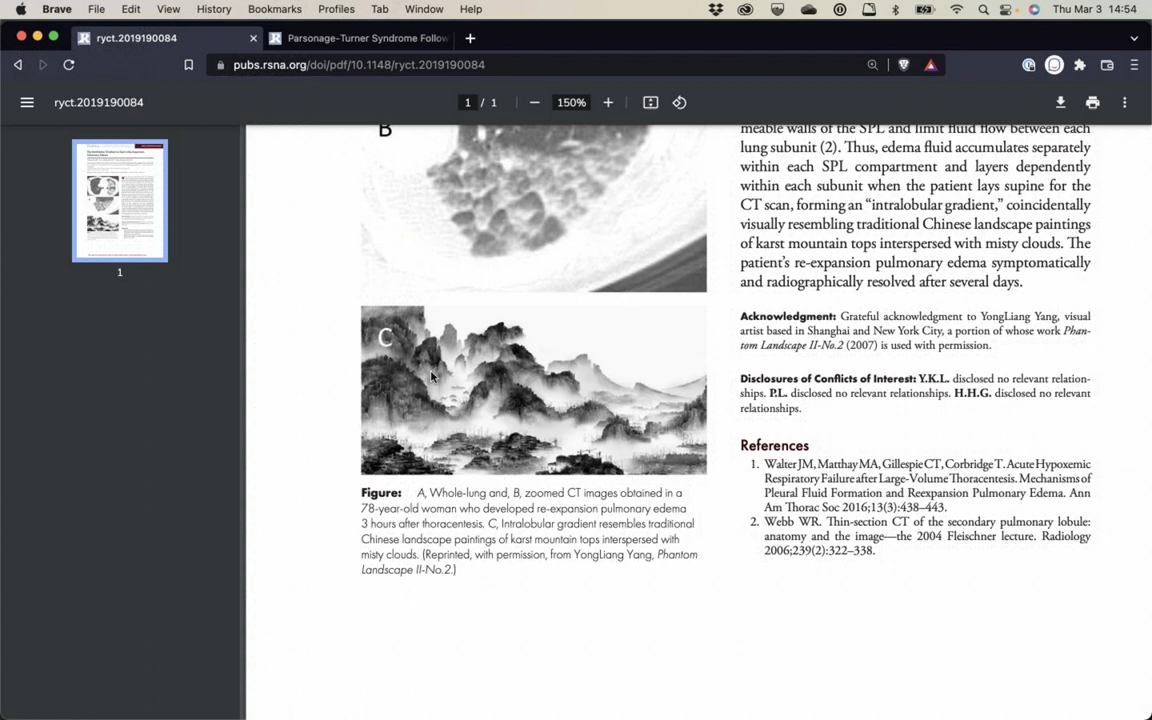 Brave File Edit View History Bookmarks Profiles Tab Window Help Thu Mar 3 14:54
ryct.2019190084 Parsonage-Turner Syndrome Follow
pubs.rsna.org/doi/pdf/10.1148/ryct.2019190084
ryct.2019190084 1 / 1 150%
1
B
C
Figure: A, Whole-lung and, B, zoomed CT images obtained in a
78-year-old woman who developed re-expansion pulmonary edema
3 hours after thoracentesis. C, Intralobular gradient resembles traditional
Chinese landscape paintings of karst mountain tops interspersed with
misty clouds. (Reprinted, with permission, from YongLiang Yang, Phantom
Landscape II-No.2.)
meable walls of the SPL and limit fluid flow between each
lung subunit (2). Thus, edema fluid accumulates separately
within each SPL compartment and layers dependently
within each subunit when the patient lays supine for the
CT scan, forming an “intralobular gradient,” coincidentally
visually resembling traditional Chinese landscape paintings
of karst mountain tops interspersed with misty clouds. The
patient’s re-expansion pulmonary edema symptomatically
and radiographically resolved after several days.
Acknowledgment: Grateful acknowledgment to YongLiang Yang, visual
artist based in Shanghai and New York City, a portion of whose work Phan-
tom Landscape II-No.2 (2007) is used with permission.
Disclosures of Conflicts of Interest: Y.K.L. disclosed no relevant relation-
ships. P.L. disclosed no relevant relationships. H.H.G. disclosed no relevant
relationships.
References
1. Walter JM, Matthay MA, Gillespie CT, Corbridge T. Acute Hypoxemic
Respiratory Failure after Large-Volume Thoracentesis. Mechanisms of
Pleural Fluid Formation and Reexpansion Pulmonary Edema. Ann
Am Thorac Soc 2016;13(3):438–443.
2. Webb WR. Thin-section CT of the secondary pulmonary lobule:
anatomy and the image—the 2004 Fleischner lecture. Radiology
2006;239(2):322–338.